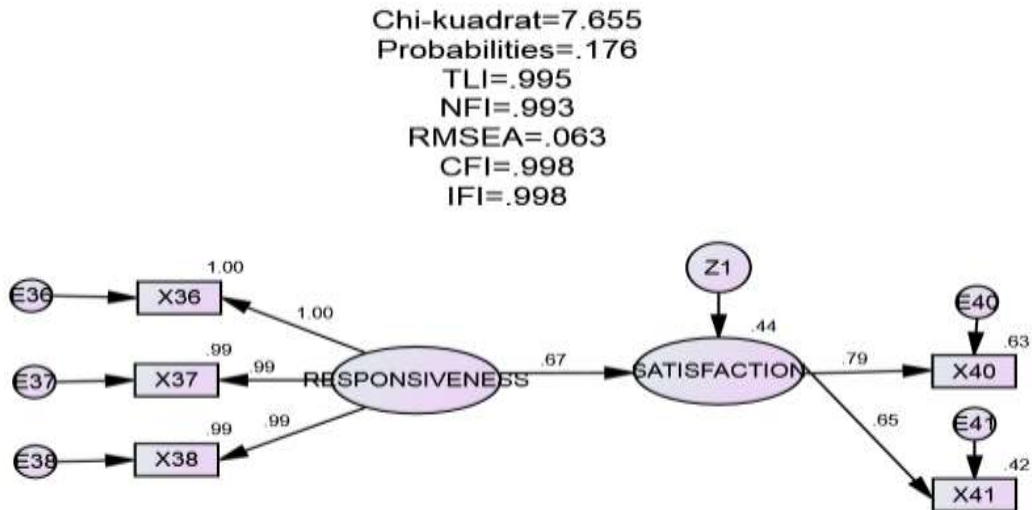 Chi-kuadrat=7.655
Probabilities=.176
TLI=.995
NFI=.993
RMSEA=.063
CFI=.998
IFI=.998
1.00
E36
X36
1.00
Z1
.44
E40
.63
.99
E37
X37
.99
RESPONSIVENESS
.67
SATISFACTION
.79
X40
.99
E38
X38
.99
.65
E41
.42
X41